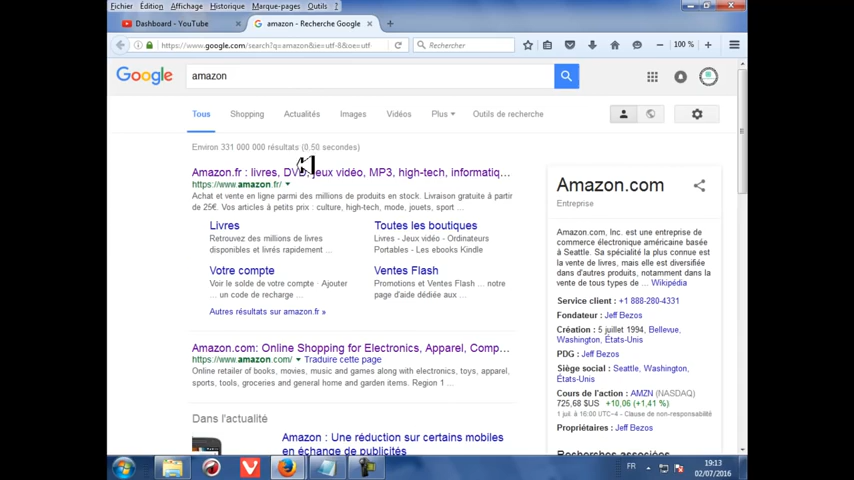 Fichier Édition Affichage Historique Marque-pages Outils
Dashboard - YouTube
amazon - Recherche Google
https://www.google.com/search?q=amazon&ie=utf-8&oe=utf
Rechercher
100 %
Google
amazon
Tous Shopping Actualités Images Vidéos Plus Outils de recherche
Environ 331 000 000 résultats (0,50 secondes)
Amazon.fr : livres, DVD, jeux vidéo, MP3, high-tech, informatiq...
https://www.amazon.fr/
Achat et vente en ligne parmi des millions de produits en stock. Livraison gratuite à partir
de 25€. Vos articles à petits prix : culture, high-tech, mode, jouets, sport ...
Livres
Retrouvez des millions de livres
disponibles et livrés rapidement ...
Toutes les boutiques
Livres - Jeux vidéo - Ordinateurs
Portables - Les ebooks Kindle
Votre compte
Voir le solde de votre compte · Ajouter
... un code de recharge ...
Ventes Flash
Promotions et Ventes Flash ... notre
page d'aide dédiée aux ...
Autres résultats sur amazon.fr »
Amazon.com: Online Shopping for Electronics, Apparel, Comp...
https://www.amazon.com/ Traduire cette page
Online retailer of books, movies, music and games along with electronics, toys, apparel,
sports, tools, groceries and general home and garden items. Region 1 ...
Dans l'actualité
Amazon : Une réduction sur certains mobiles
en échange de publicités
Amazon.com
Entreprise
Amazon.com, Inc. est une entreprise de
commerce électronique américaine basée
à Seattle. Sa spécialité la plus connue est
la vente de livres, mais elle est diversifiée
dans d'autres produits, notamment dans la
vente de tous types de ... Wikipédia
Service client : +1 888-280-4331
Fondateur : Jeff Bezos
Création : 5 juillet 1994, Bellevue,
Washington, États-Unis
PDG : Jeff Bezos
Siège social : Seattle, Washington,
États-Unis
Cours de l'action : AMZN (NASDAQ)
725,68 $US +10,06 (+1,41 %)
1 juil. à 16:00 UTC−4 - Clause de non-responsabilité
Propriétaires : Jeff Bezos
Recherches associées
FR
19:13
02/07/2016